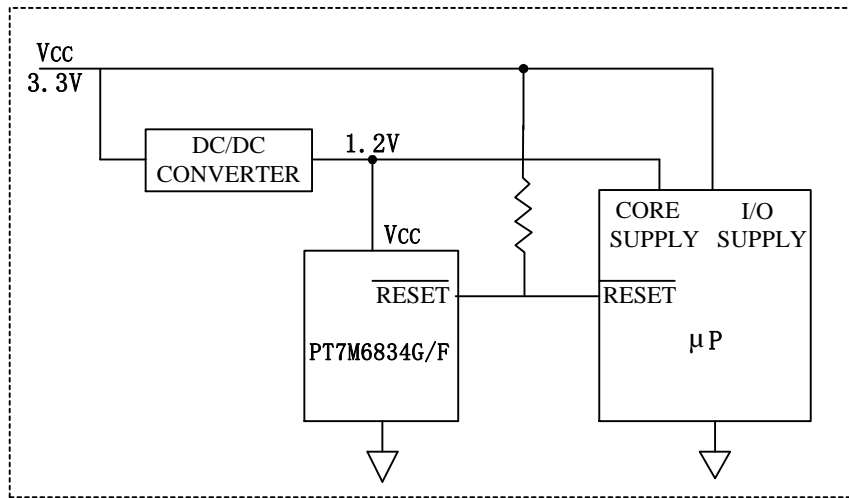 Vcc
3.3V
DC/DC
CONVERTER
1.2V
Vcc
RESET
PT7M6834G/F
CORE
SUPPLY
I/O
SUPPLY
RESET
μP